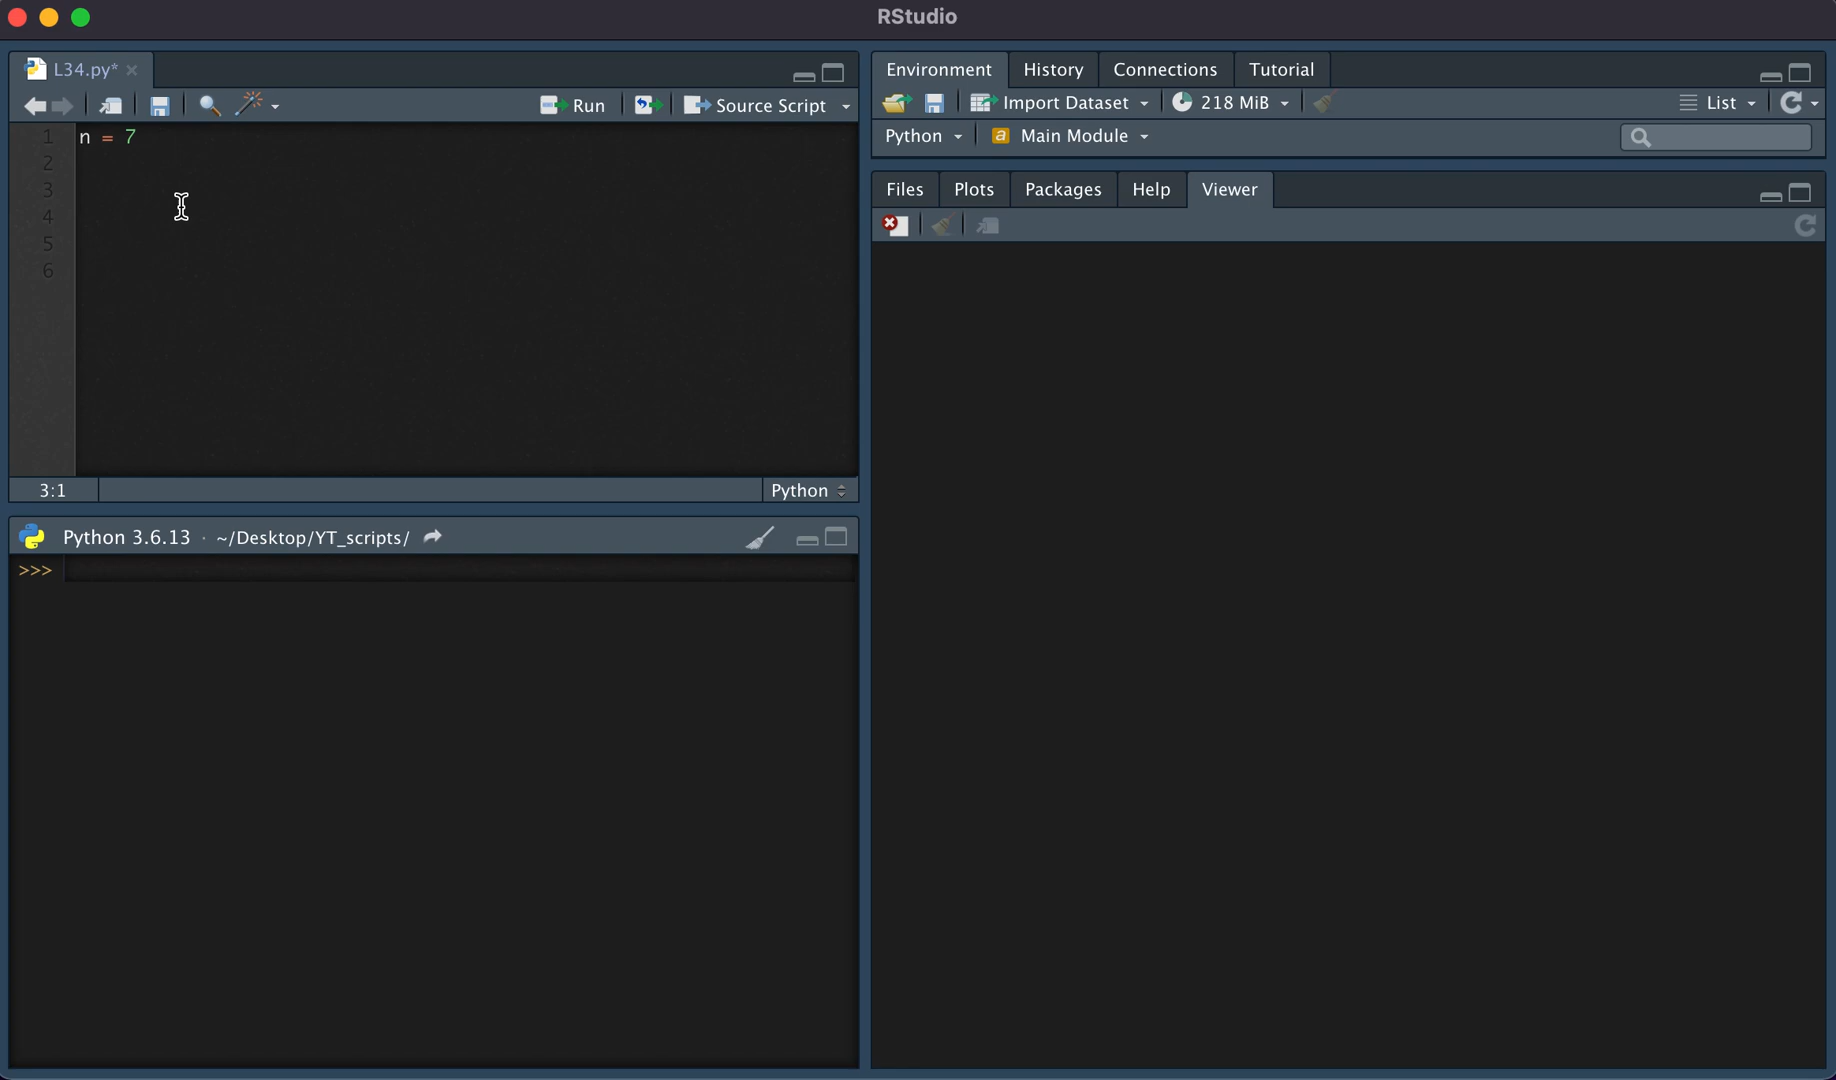 RStudio
L34.py*
Run
Source Script
1 n = 7
2
3
4
5
6
3:1
Python
Python 3.6.13 · ~/Desktop/YT_scripts/
>>>
Environment History Connections Tutorial
Import Dataset 218 MiB List
Python a Main Module
Files Plots Packages Help Viewer